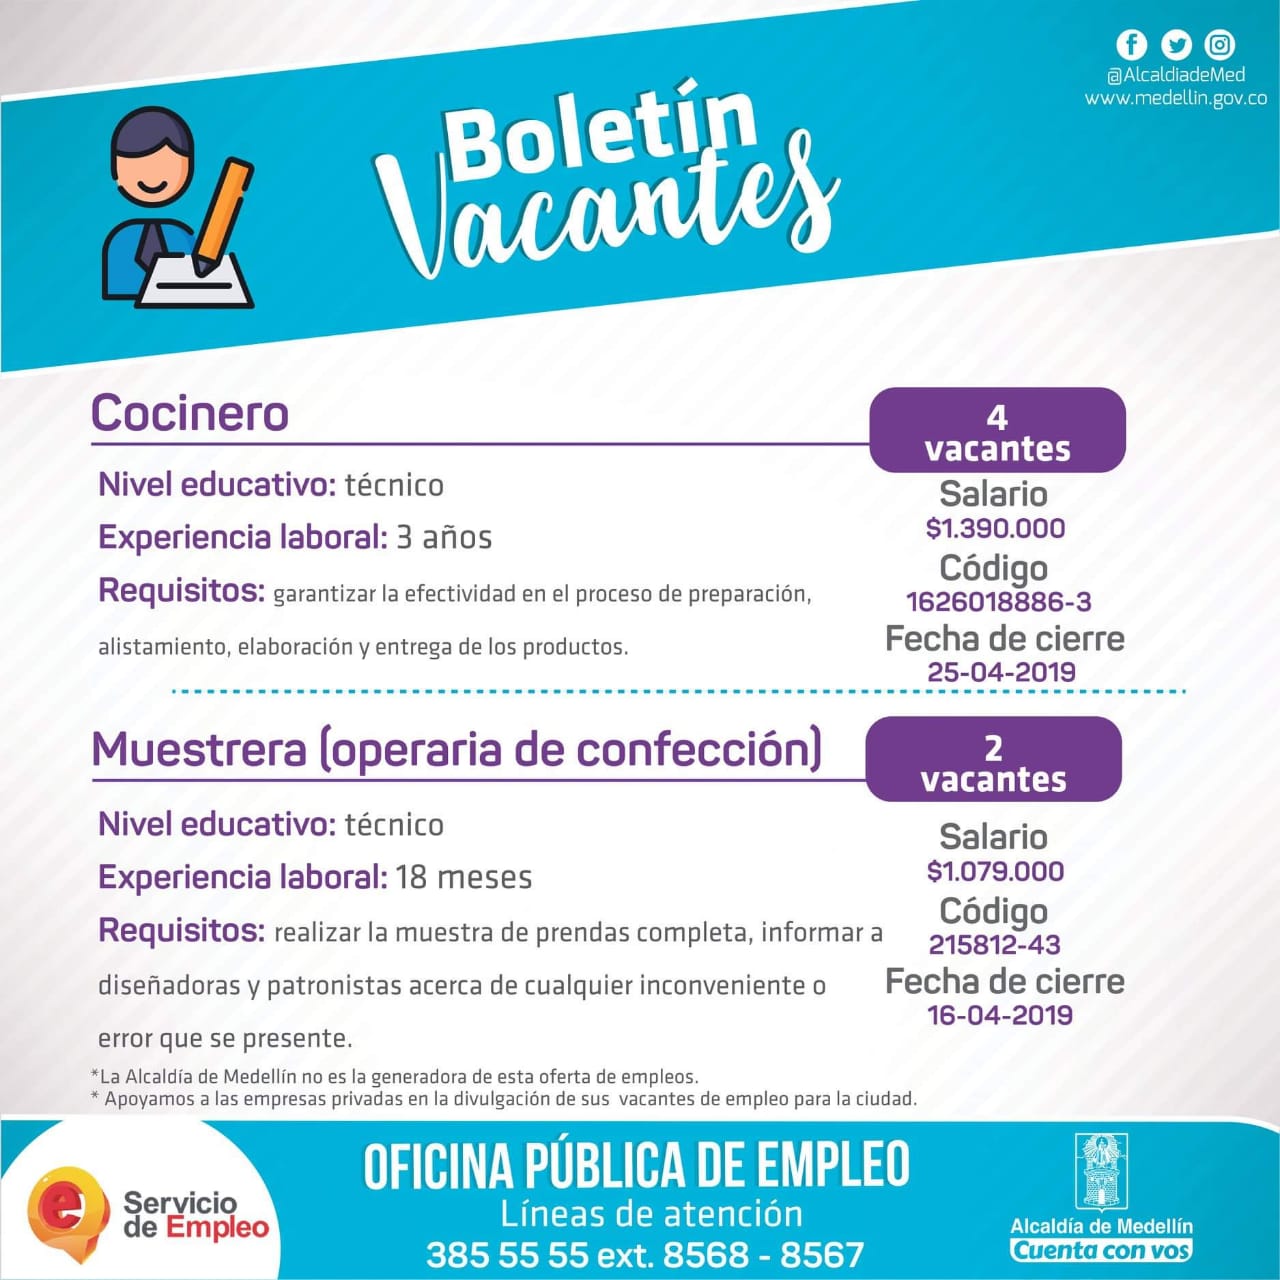 @AlcaldiadeMed
www.medellin.gov.co
Boletín
Vacantes
Cocinero
4
vacantes
Nivel educativo: técnico
Experiencia laboral: 3 años
Requisitos: garantizar la efectividad en el proceso de preparación,
alistamiento, elaboración y entrega de los productos.
Salario
$1.390.000
Código
1626018886-3
Fecha de cierre
25-04-2019
Muestrera (operaria de confección)
2
vacantes
Nivel educativo: técnico
Experiencia laboral: 18 meses
Requisitos: realizar la muestra de prendas completa, informar a
diseñadoras y patronistas acerca de cualquier inconveniente o
error que se presente.
Salario
$1.079.000
Código
215812-43
Fecha de cierre
16-04-2019
*La Alcaldía de Medellín no es la generadora de esta oferta de empleos.
* Apoyamos a las empresas privadas en la divulgación de sus vacantes de empleo para la ciudad.
e
Servicio
de Empleo
OFICINA PÚBLICA DE EMPLEO
Líneas de atención
385 55 55 ext. 8568 - 8567
Alcaldía de Medellín
Cuenta con vos